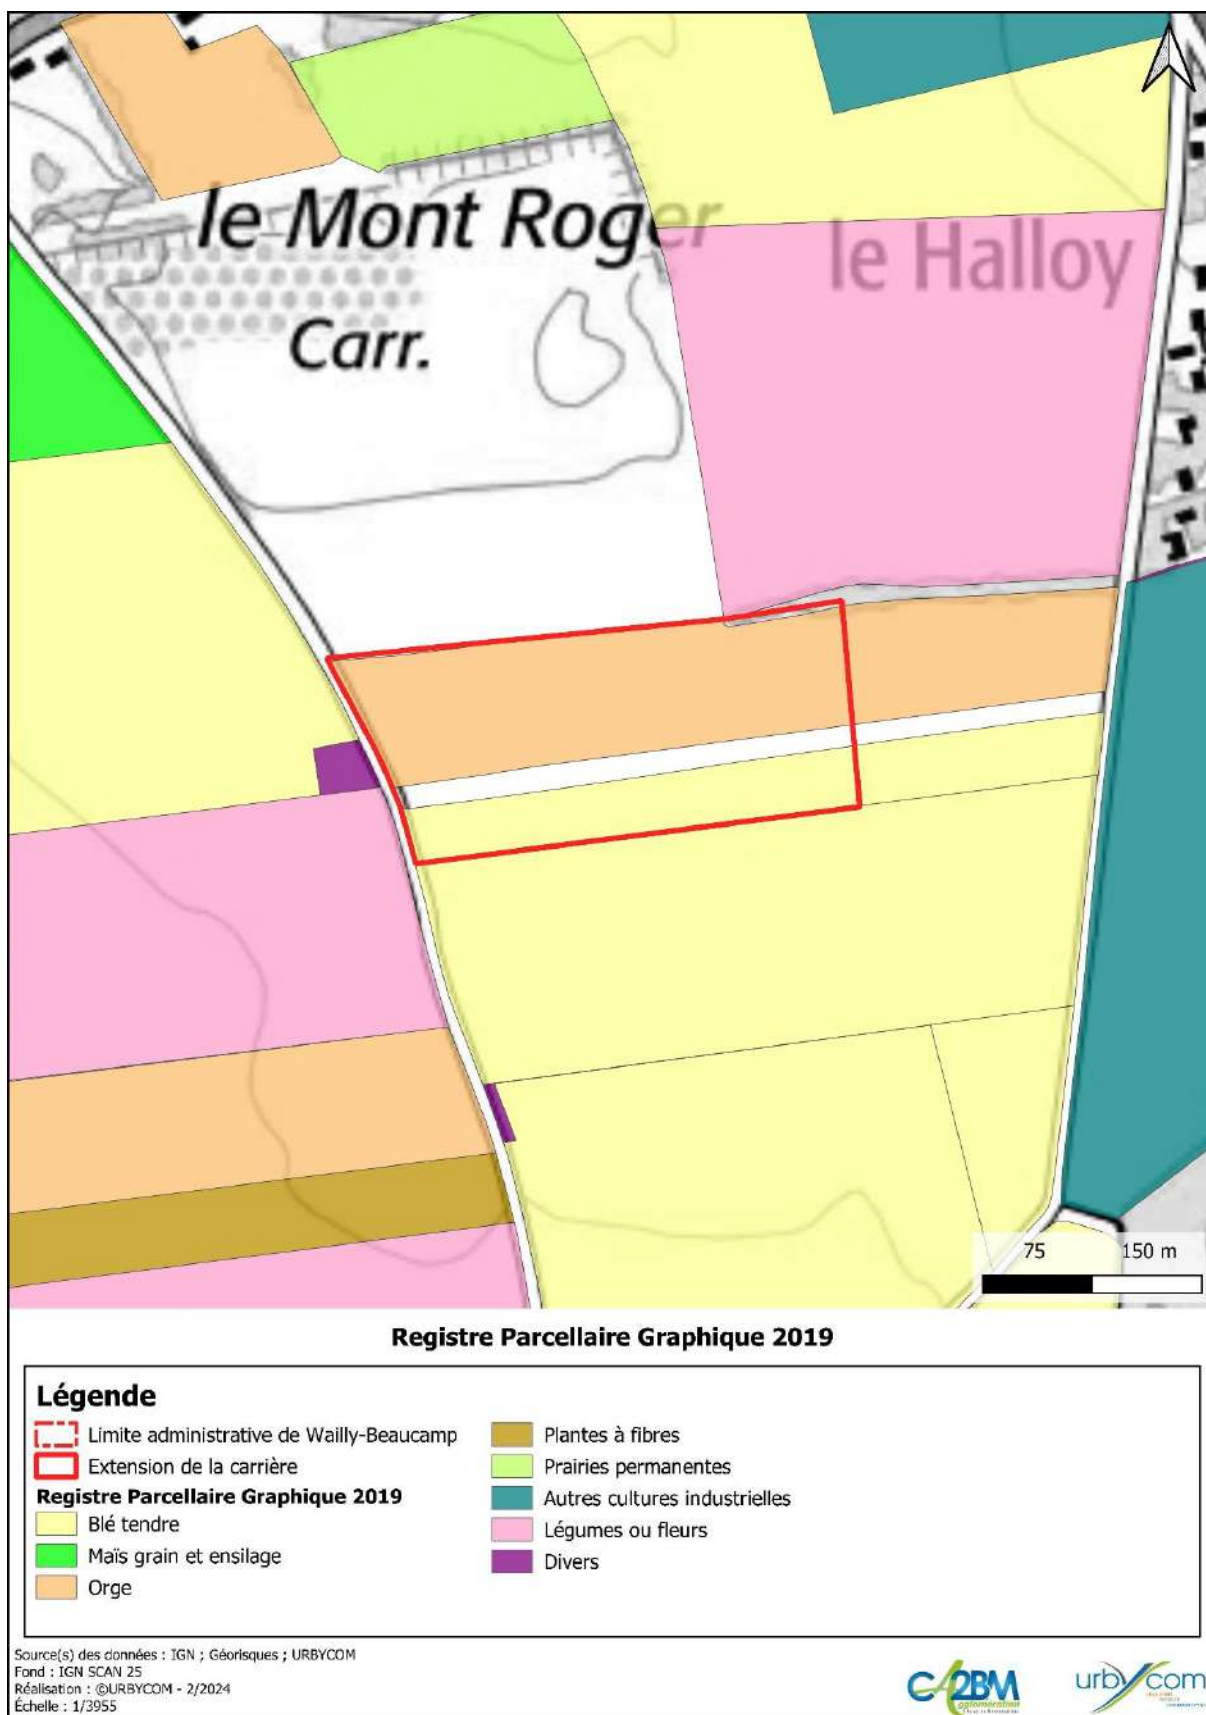 le Mont Roger
le Halloy
Carr.
75 150 m
Registre Parcellaire Graphique 2019
Légende
Limite administrative de Wailly-Beaucamp
Extension de la carrière
Registre Parcellaire Graphique 2019
Blé tendre
Maïs grain et ensilage
Orge
Plantes à fibres
Prairies permanentes
Autres cultures industrielles
Légumes ou fleurs
Divers
Source(s) des données : IGN ; Géorisques ; URBYCOM
Fond : IGN SCAN 25
Réalisation : ©URBYCOM - 2/2024
Échelle : 1/3955
CA2BM
urbycom